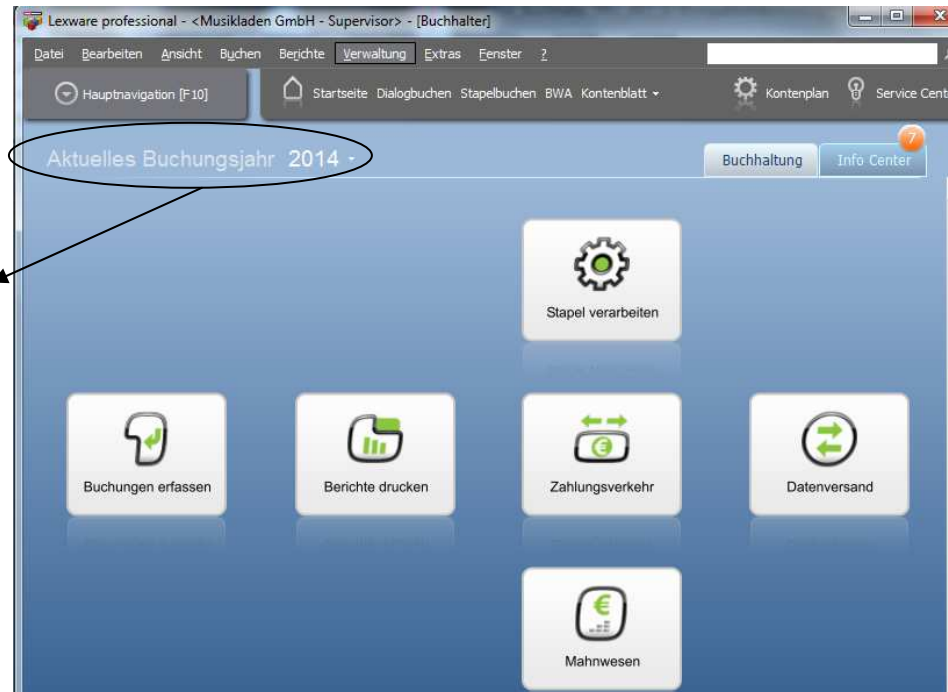 Lexware professional - <Musikladen GmbH - Supervisor> - [Buchhalter]
Datei Bearbeiten Ansicht Buchen Berichte Verwaltung Extras Fenster ?
Hauptnavigation [F10] Startseite Dialogbuchen Stapelbuchen BWA Kontenblatt Kontenplan Service Cent
Aktuelles Buchungsjahr 2014
Buchhaltung Info Center 7
Stapel verarbeiten
Buchungen erfassen Berichte drucken Zahlungsverkehr Datenversand
Mahnwesen